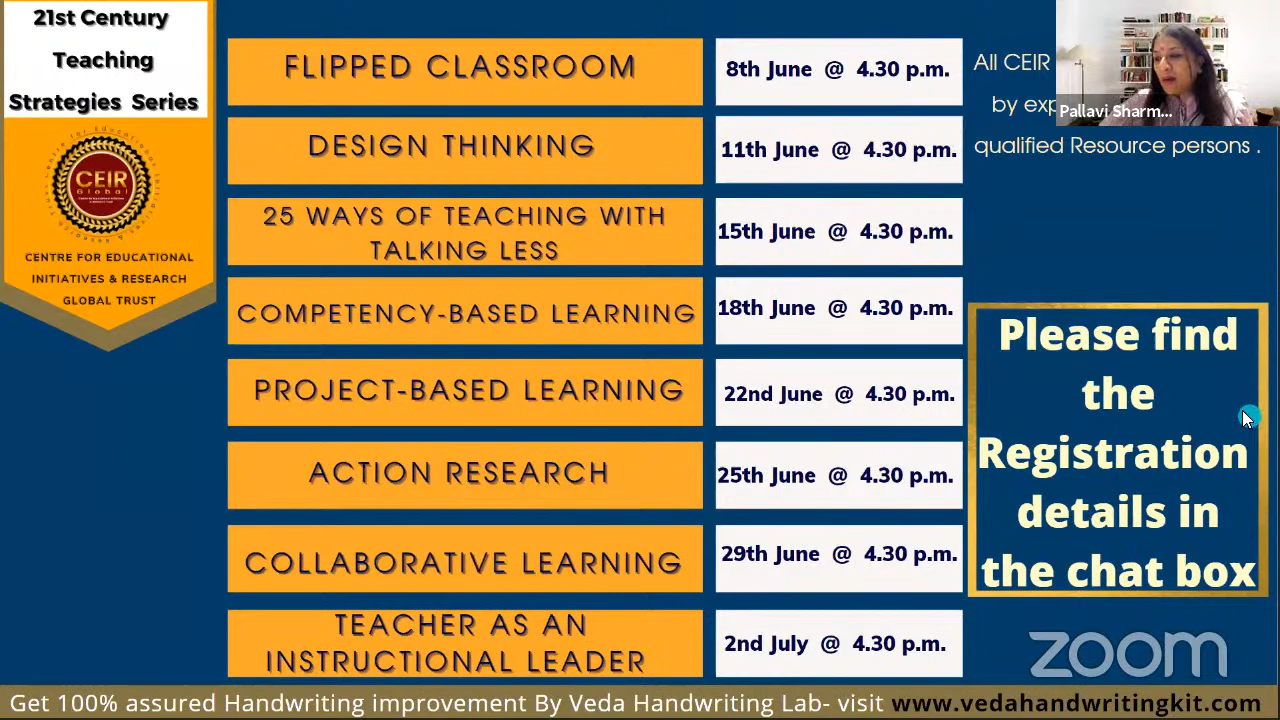 21st Century
Teaching
Strategies Series
CEIR
Global
CENTRE FOR EDUCATIONAL
INITIATIVES & RESEARCH
GLOBAL TRUST
FLIPPED CLASSROOM
8th June @ 4.30 p.m.
DESIGN THINKING
11th June @ 4.30 p.m.
25 WAYS OF TEACHING WITH
TALKING LESS
15th June @ 4.30 p.m.
COMPETENCY-BASED LEARNING
18th June @ 4.30 p.m.
PROJECT-BASED LEARNING
22nd June @ 4.30 p.m.
ACTION RESEARCH
25th June @ 4.30 p.m.
COLLABORATIVE LEARNING
29th June @ 4.30 p.m.
TEACHER AS AN
INSTRUCTIONAL LEADER
2nd July @ 4.30 p.m.
All CEIR
by
qualified Resource persons .
Pallavi Sharm...
Please find
the
Registration
details in
the chat box
zoom
Get 100% assured Handwriting improvement By Veda Handwriting Lab- visit www.vedahandwritingkit.com